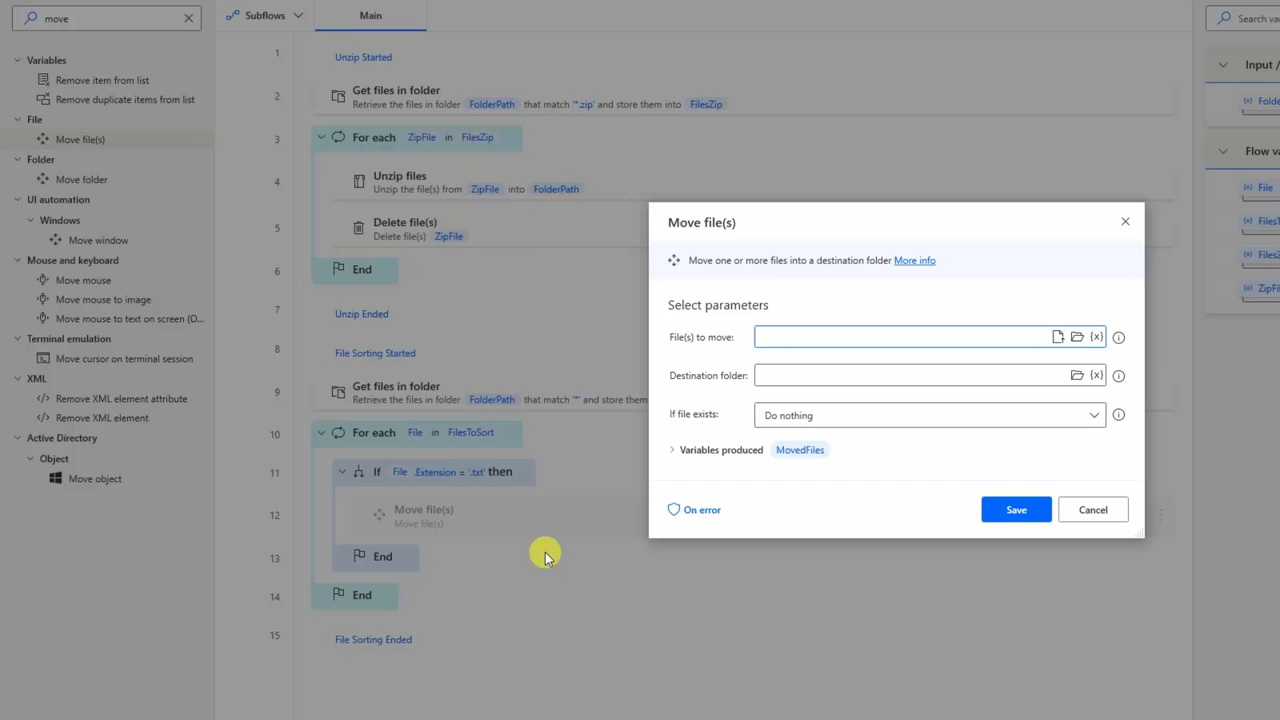 move
Subflows
Main
Search va
Variables
Remove item from list
Remove duplicate items from list
File
Move file(s)
Folder
Move folder
UI automation
Windows
Move window
Mouse and keyboard
Move mouse
Move mouse to image
Move mouse to text on screen (O...
Terminal emulation
Move cursor on terminal session
XML
Remove XML element attribute
Remove XML element
Active Directory
Object
Move object
1
Unzip Started
2
Get files in folder
Retrieve the files in folder FolderPath that match '*.zip' and store them into FilesZip
3
For each ZipFile in FilesZip
4
Unzip files
Unzip the file(s) from ZipFile into FolderPath
5
Delete file(s)
Delete file(s) ZipFile
6
End
7
Unzip Ended
8
File Sorting Started
9
Get files in folder
Retrieve the files in folder FolderPath that match '*' and store them
10
For each File in FilesToSort
11
If File .Extension = '.txt' then
12
Move file(s)
Move file(s)
13
End
14
End
15
File Sorting Ended
Move file(s)
Move one or more files into a destination folder More info
Select parameters
File(s) to move:
{x}
Destination folder:
{x}
If file exists:
Do nothing
Variables produced MovedFiles
On error
Save
Cancel
Input /
(x) Folde
Flow va
(x) File
(x) FilesT
(x) FilesZ
(x) ZipFil